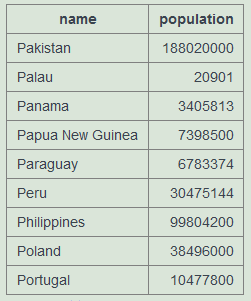 name population
Pakistan 188020000
Palau 20901
Panama 3405813
Papua New Guinea 7398500
Paraguay 6783374
Peru 30475144
Philippines 99804200
Poland 38496000
Portugal 10477800